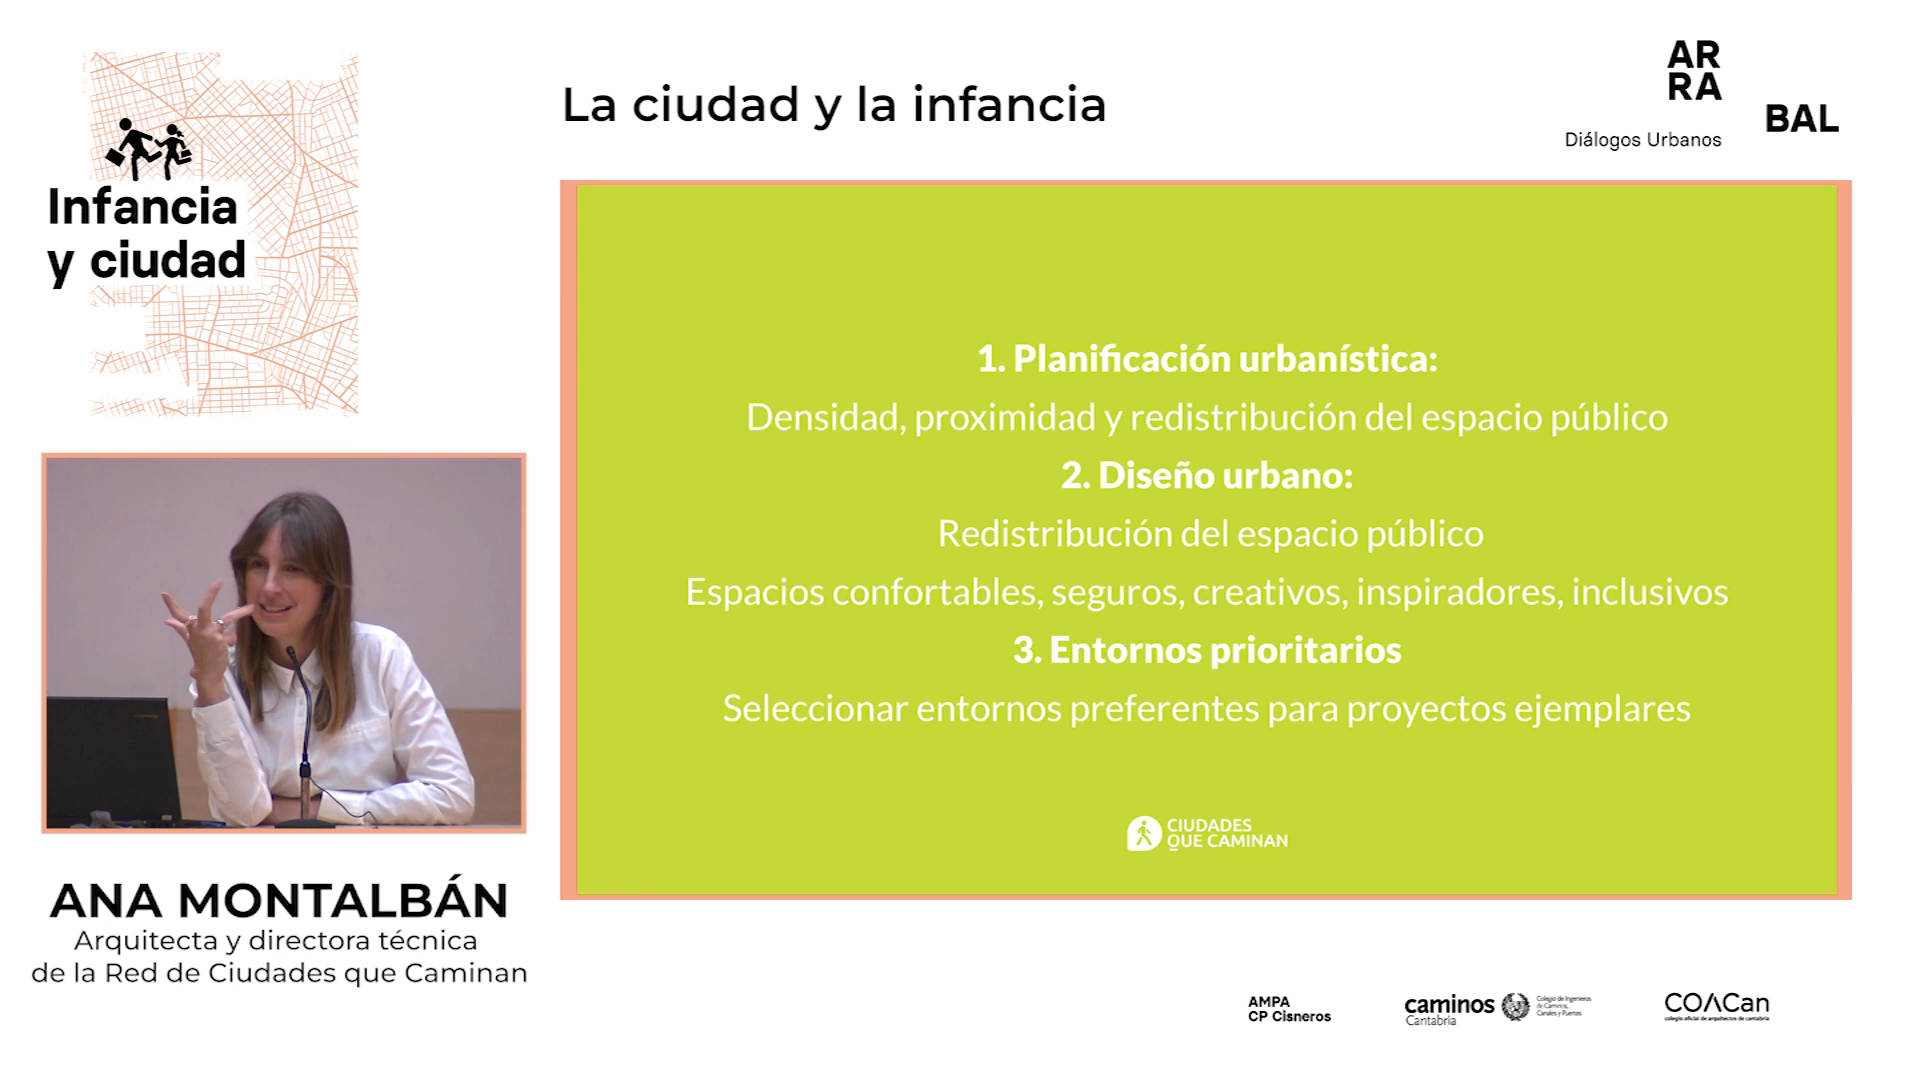 Infancia
y ciudad
La ciudad y la infancia
AR
RA
BAL
Diálogos Urbanos
1. Planificación urbanística:
Densidad, proximidad y redistribución del espacio público
2. Diseño urbano:
Redistribución del espacio público
Espacios confortables, seguros, creativos, inspiradores, inclusivos
3. Entornos prioritarios
Seleccionar entornos preferentes para proyectos ejemplares
CIUDADES
QUE CAMINAN
ANA MONTALBÁN
Arquitecta y directora técnica
de la Red de Ciudades que Caminan
AMPA
CP Cisneros
caminos
Cantabria
Colegio de Ingenieros
de Caminos,
Canales y Puertos
COACan
colegio oficial de arquitectos de cantabria